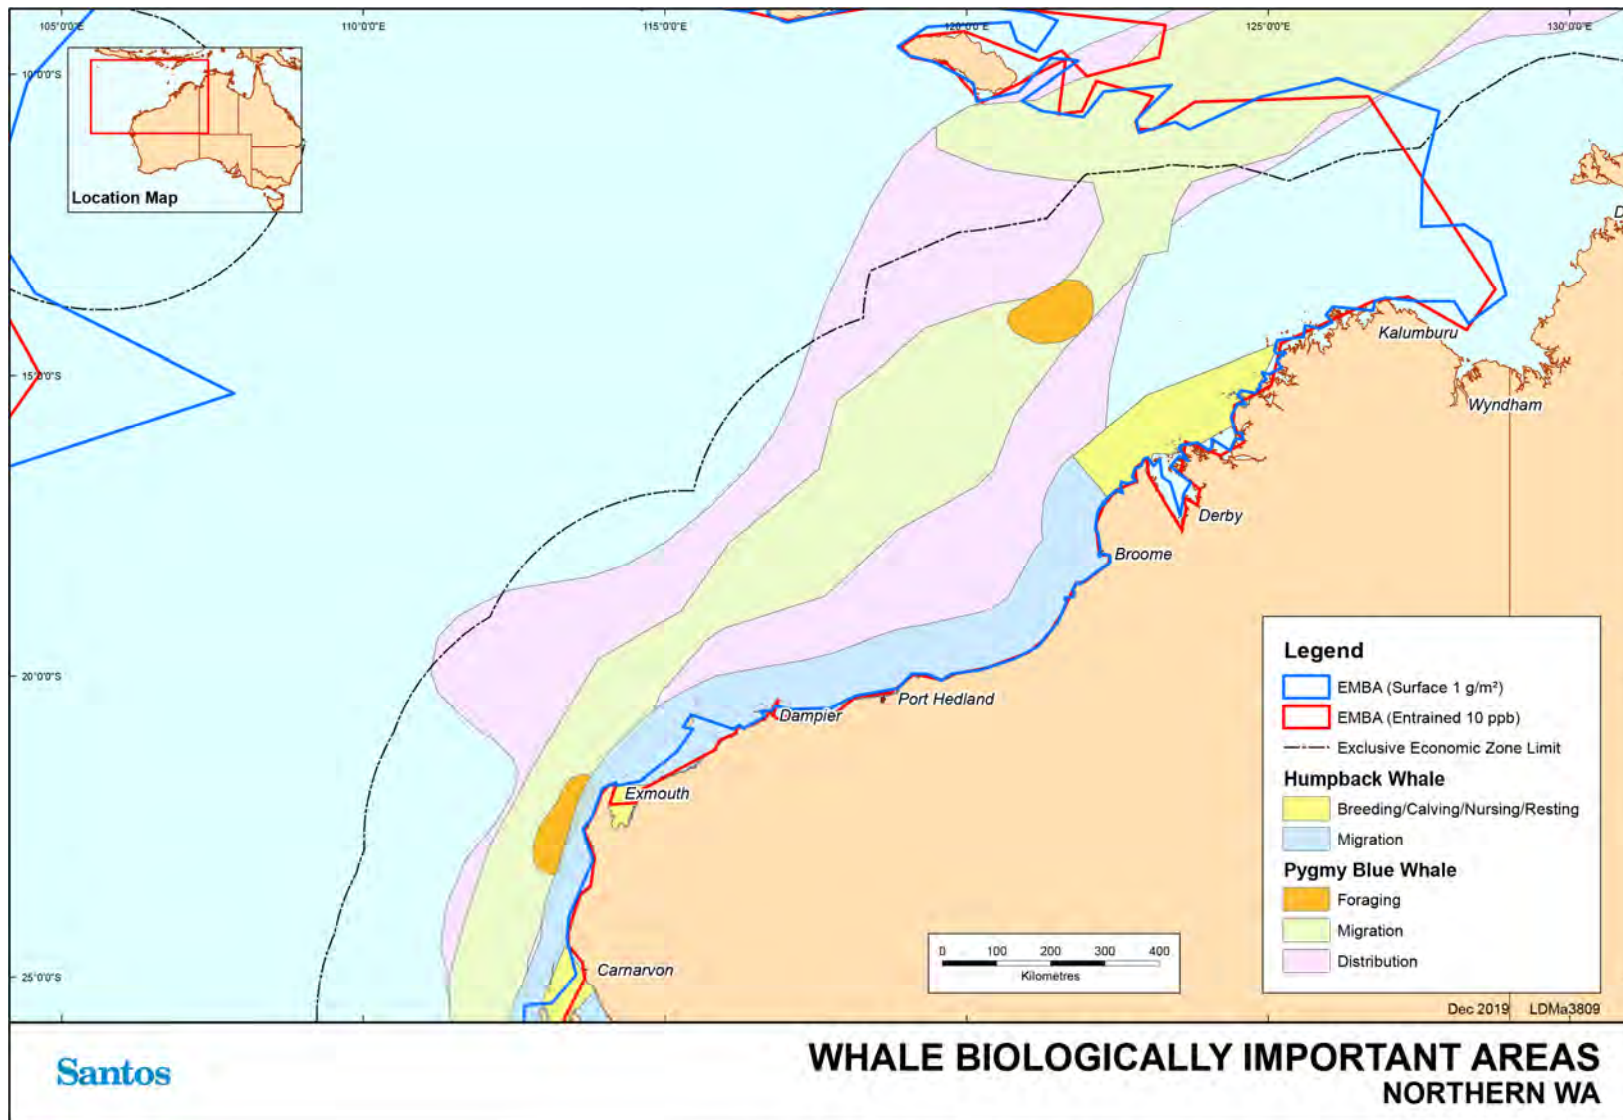 105°0'0"E
110°0'0"E
115°0'0"E
120°0'0"E
125°0'0"E
130°0'0"E
10°0'0"S
15°0'0"S
20°0'0"S
25°0'0"S
Location Map
D
Kalumburu
Wyndham
Derby
Broome
Port Hedland
Dampier
Exmouth
Carnarvon
Legend
EMBA (Surface 1 g/m²)
EMBA (Entrained 10 ppb)
Exclusive Economic Zone Limit
Humpback Whale
Breeding/Calving/Nursing/Resting
Migration
Pygmy Blue Whale
Foraging
Migration
Distribution
0 100 200 300 400
Kilometres
Dec 2019 LDMa3809
Santos
WHALE BIOLOGICALLY IMPORTANT AREAS
NORTHERN WA